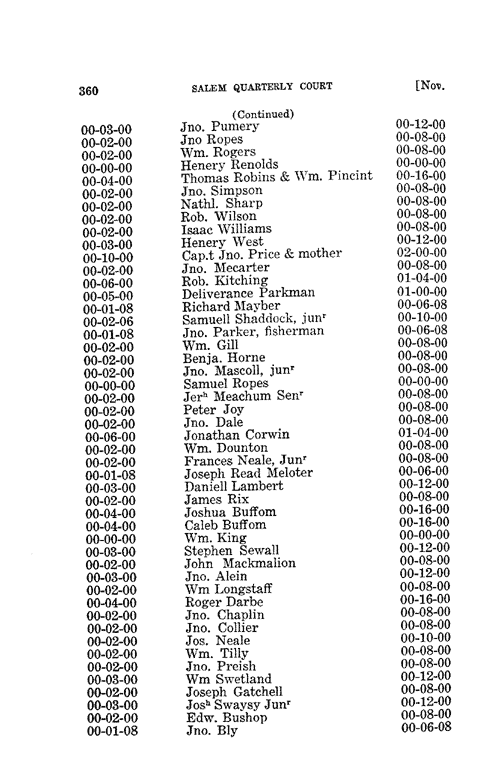 360 SALEM QUARTERLY COURT [Nov.
(Continued)
00-03-00 Jno. Pumery 00-12-00
00-02-00 Jno Ropes 00-08-00
00-02-00 Wm. Rogers 00-08-00
00-00-00 Henery Renolds 00-00-00
00-04-00 Thomas Robins & Wm. Pincint 00-16-00
00-02-00 Jno. Simpson 00-08-00
00-02-00 Nathl. Sharp 00-08-00
00-02-00 Rob. Wilson 00-08-00
00-02-00 Isaac Williams 00-08-00
00-03-00 Henery West 00-12-00
00-10-00 Cap.t Jno. Price & mother 02-00-00
00-02-00 Jno. Mecarter 00-08-00
00-06-00 Rob. Kitching 01-04-00
00-05-00 Deliverance Parkman 01-00-00
00-01-08 Richard Mayber 00-06-08
00-02-06 Samuell Shaddock, junʳ 00-10-00
00-01-08 Jno. Parker, fisherman 00-06-08
00-02-00 Wm. Gill 00-08-00
00-02-00 Benja. Horne 00-08-00
00-02-00 Jno. Mascoll, junʳ 00-08-00
00-00-00 Samuel Ropes 00-00-00
00-02-00 Jerʰ Meachum Senʳ 00-08-00
00-02-00 Peter Joy 00-08-00
00-02-00 Jno. Dale 00-08-00
00-06-00 Jonathan Corwin 01-04-00
00-02-00 Wm. Dounton 00-08-00
00-02-00 Frances Neale, Junʳ 00-08-00
00-01-08 Joseph Read Meloter 00-06-00
00-03-00 Daniell Lambert 00-12-00
00-02-00 James Rix 00-08-00
00-04-00 Joshua Buffom 00-16-00
00-04-00 Caleb Buffom 00-16-00
00-00-00 Wm. King 00-00-00
00-03-00 Stephen Sewall 00-12-00
00-02-00 John Mackmalion 00-08-00
00-03-00 Jno. Alein 00-12-00
00-02-00 Wm Longstaff 00-08-00
00-04-00 Roger Darbe 00-16-00
00-02-00 Jno. Chaplin 00-08-00
00-02-00 Jno. Collier 00-08-00
00-02-00 Jos. Neale 00-10-00
00-02-00 Wm. Tilly 00-08-00
00-02-00 Jno. Preish 00-08-00
00-03-00 Wm Swetland 00-12-00
00-02-00 Joseph Gatchell 00-08-00
00-03-00 Josʰ Swaysy Junʳ 00-12-00
00-02-00 Edw. Bushop 00-08-00
00-01-08 Jno. Bly 00-06-08